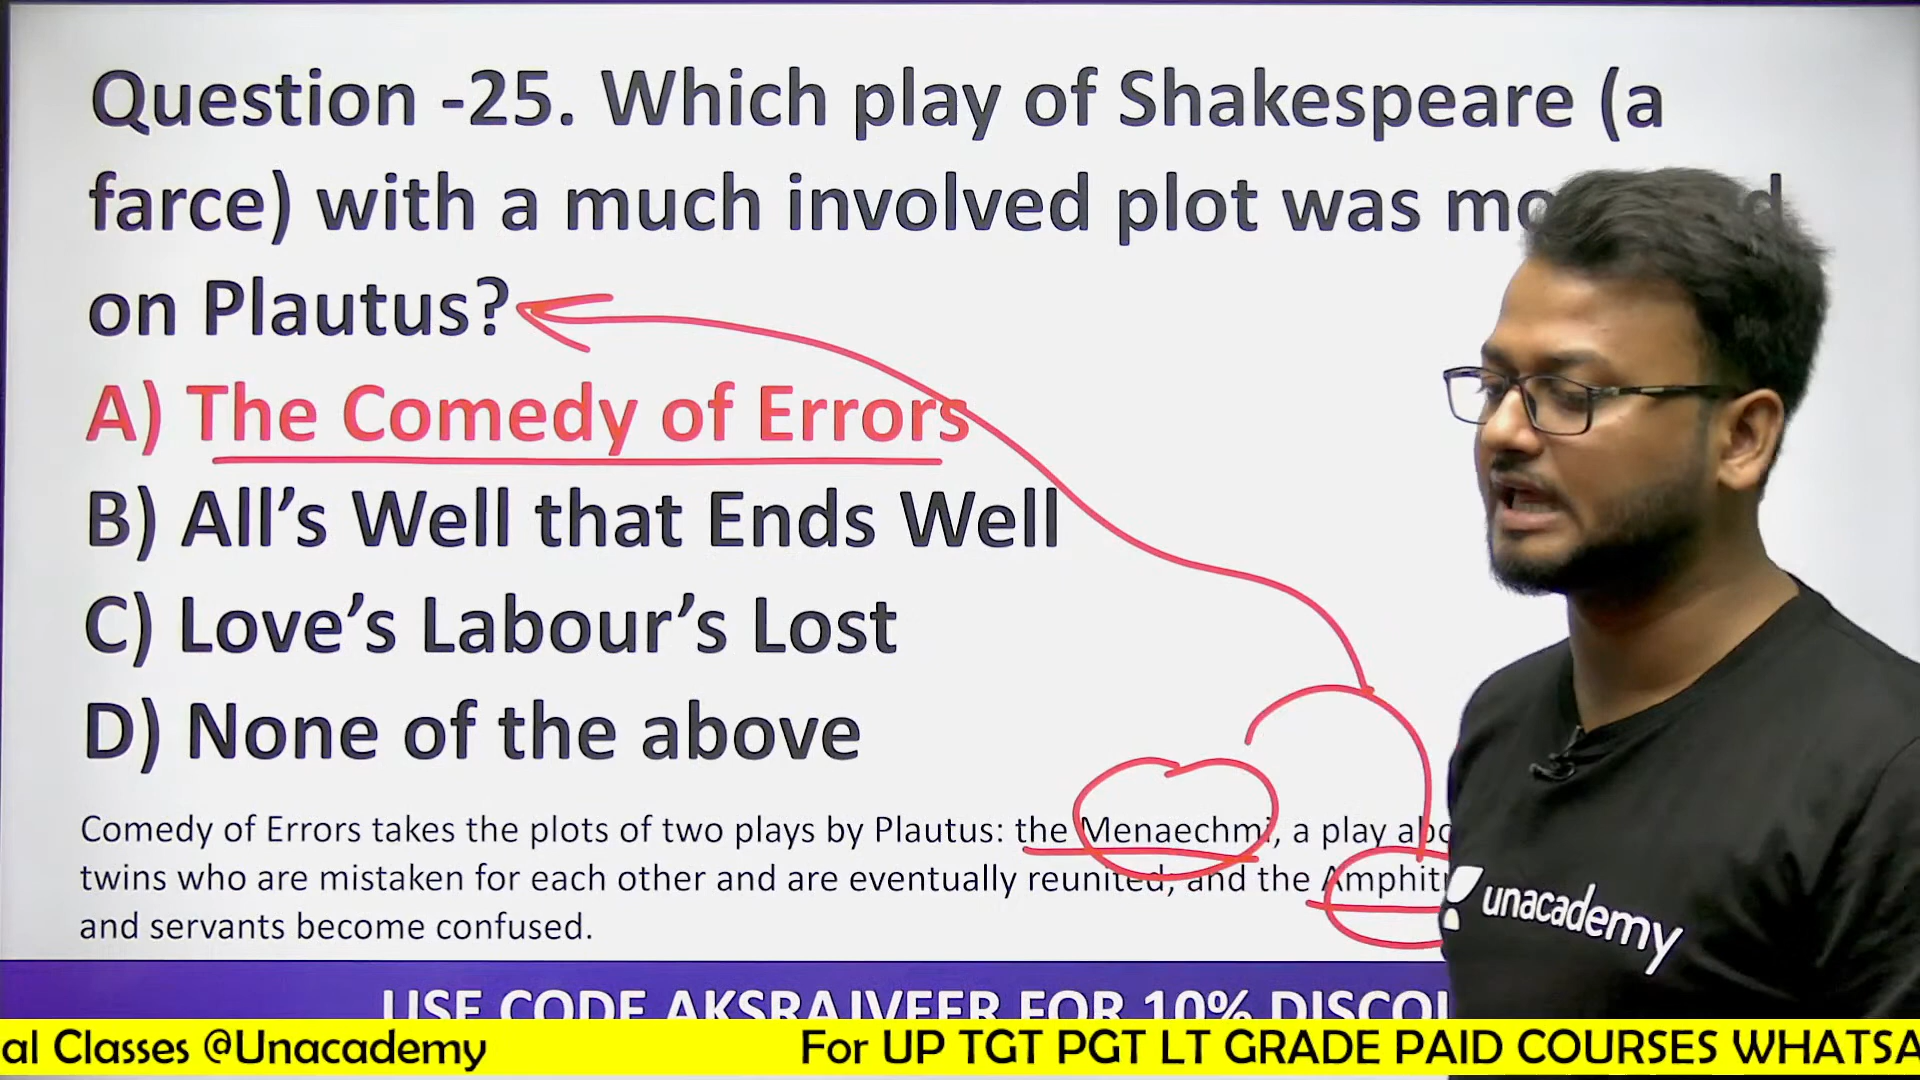 Question -25. Which play of Shakespeare (a
farce) with a much involved plot was
on Plautus?
A) The Comedy of Errors
B) All’s Well that Ends Well
C) Love’s Labour’s Lost
D) None of the above
Comedy of Errors takes the plots of two plays by Plautus: the Menaechmi, a play
twins who are mistaken for each other and are eventually reunited; and the
and servants become confused.
unacademy
USE CODE AKSRAJVEER FOR 10%
al Classes @Unacademy For UP TGT PGT LT GRADE PAID COURSES